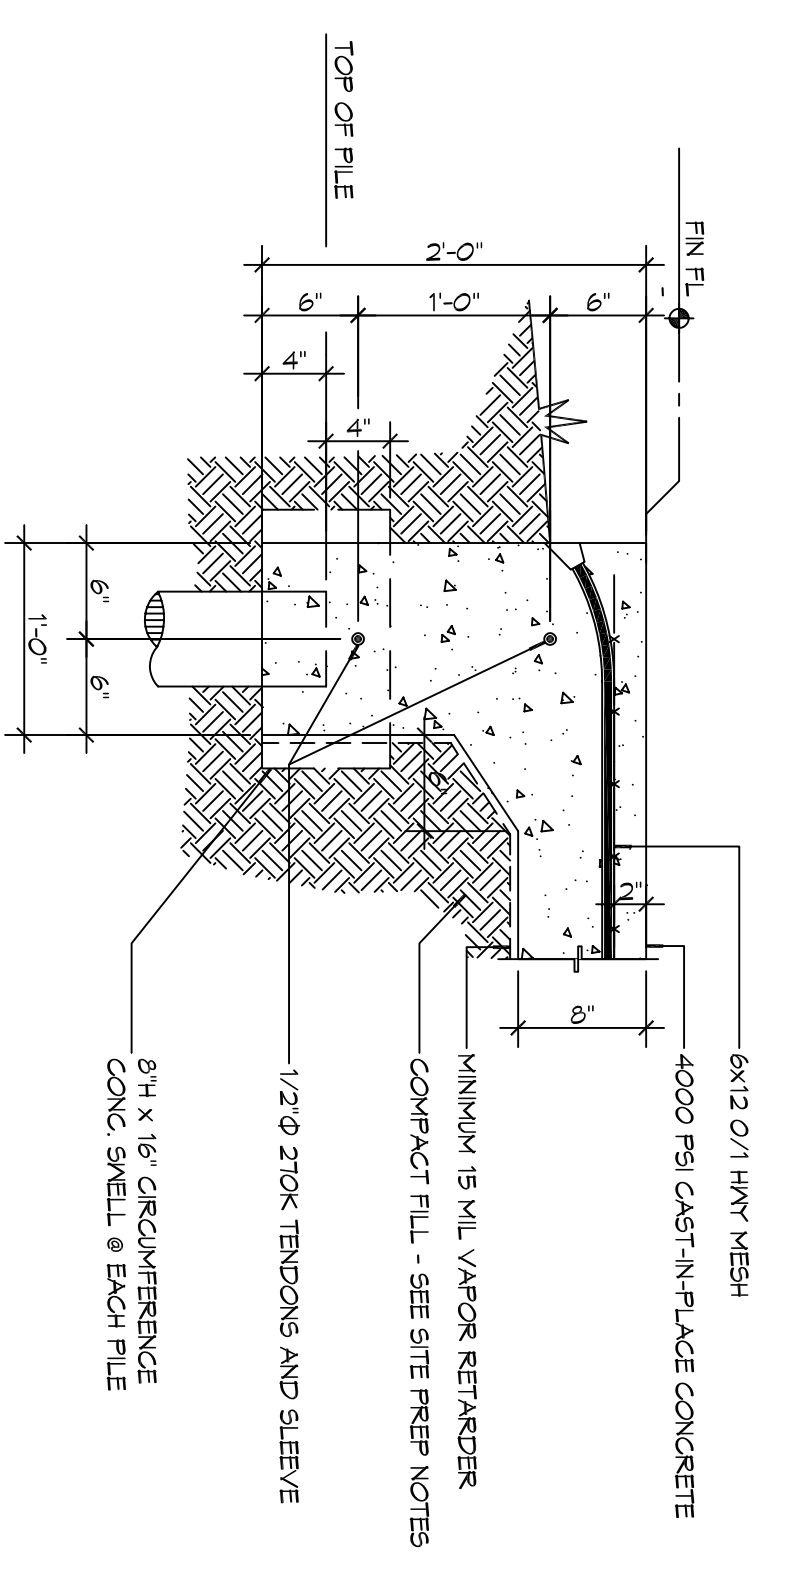 FIN FL
TOP OF PILE
2'-0"
6"
1'-0"
6"
4"
4"
6"
6"
1'-0"
6"
2"
8"
6X12 O/1 HWY MESH
4000 PSI CAST-IN-PLACE CONCRETE
MINIMUM 15 MIL VAPOR RETARDER
COMPACT FILL - SEE SITE PREP NOTES
1/2"Φ 270K TENDONS AND SLEEVE
8"H X 16" CIRCUMFERENCE
CONC. SWELL @ EACH PILE